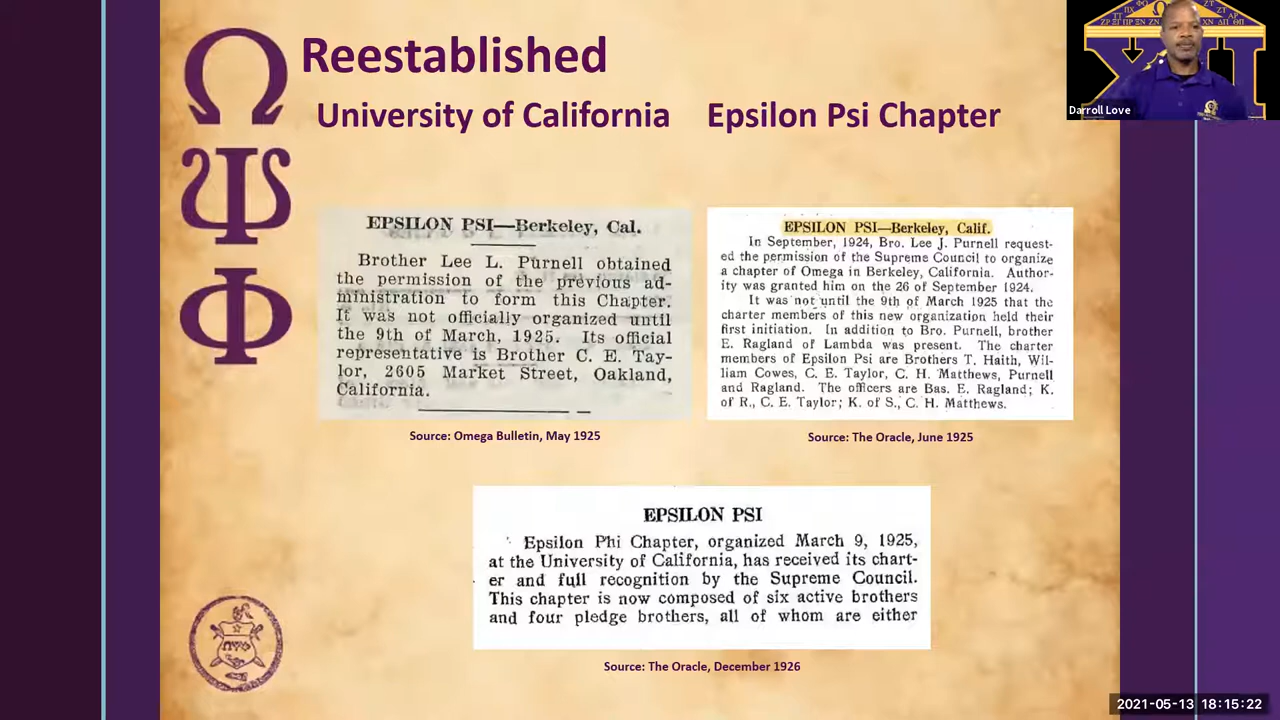 Ω
Ψ
Φ
Reestablished
University of California Epsilon Psi Chapter
EPSILON PSI—Berkeley, Cal.
Brother Lee L. Purnell obtained
the permission of the previous ad-
ministration to form this Chapter.
It was not officially organized until
the 9th of March, 1925. Its official
representative is Brother C. E. Tay-
lor, 2605 Market Street, Oakland,
California.
Source: Omega Bulletin, May 1925
EPSILON PSI—Berkeley, Calif.
In September, 1924, Bro. Lee J. Purnell request-
ed the permission of the Supreme Council to organize
a chapter of Omega in Berkeley, California. Author-
ity was granted him on the 26 of September 1924.
It was not until the 9th of March 1925 that the
charter members of this new organization held their
first initiation. In addition to Bro. Purnell, brother
E. Ragland of Lambda was present. The charter
members of Epsilon Psi are Brothers T. Haith, Wil-
liam Cowes, C. E. Taylor, C. H. Matthews, Purnell
and Ragland. The officers are Bas. E. Ragland; K.
of R., C. E. Taylor; K. of S., C. H. Matthews.
Source: The Oracle, June 1925
EPSILON PSI
Epsilon Phi Chapter, organized March 9, 1925,
at the University of California, has received its chart-
er and full recognition by the Supreme Council.
This chapter is now composed of six active brothers
and four pledge brothers, all of whom are either
Source: The Oracle, December 1926
ΩΨΦ
Darroll Love
2021-05-13 18:15:22